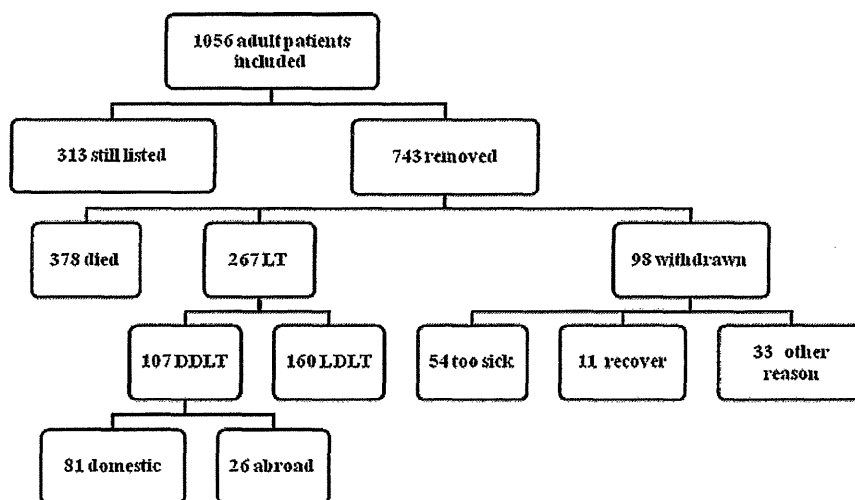 1056 adult patients
included
313 still listed
743 removed
378 died
267 LT
98 withdrawn
107 DDLT
160 LDLT
54 too sick
11 recover
33 other
reason
81 domestic
26 abroad